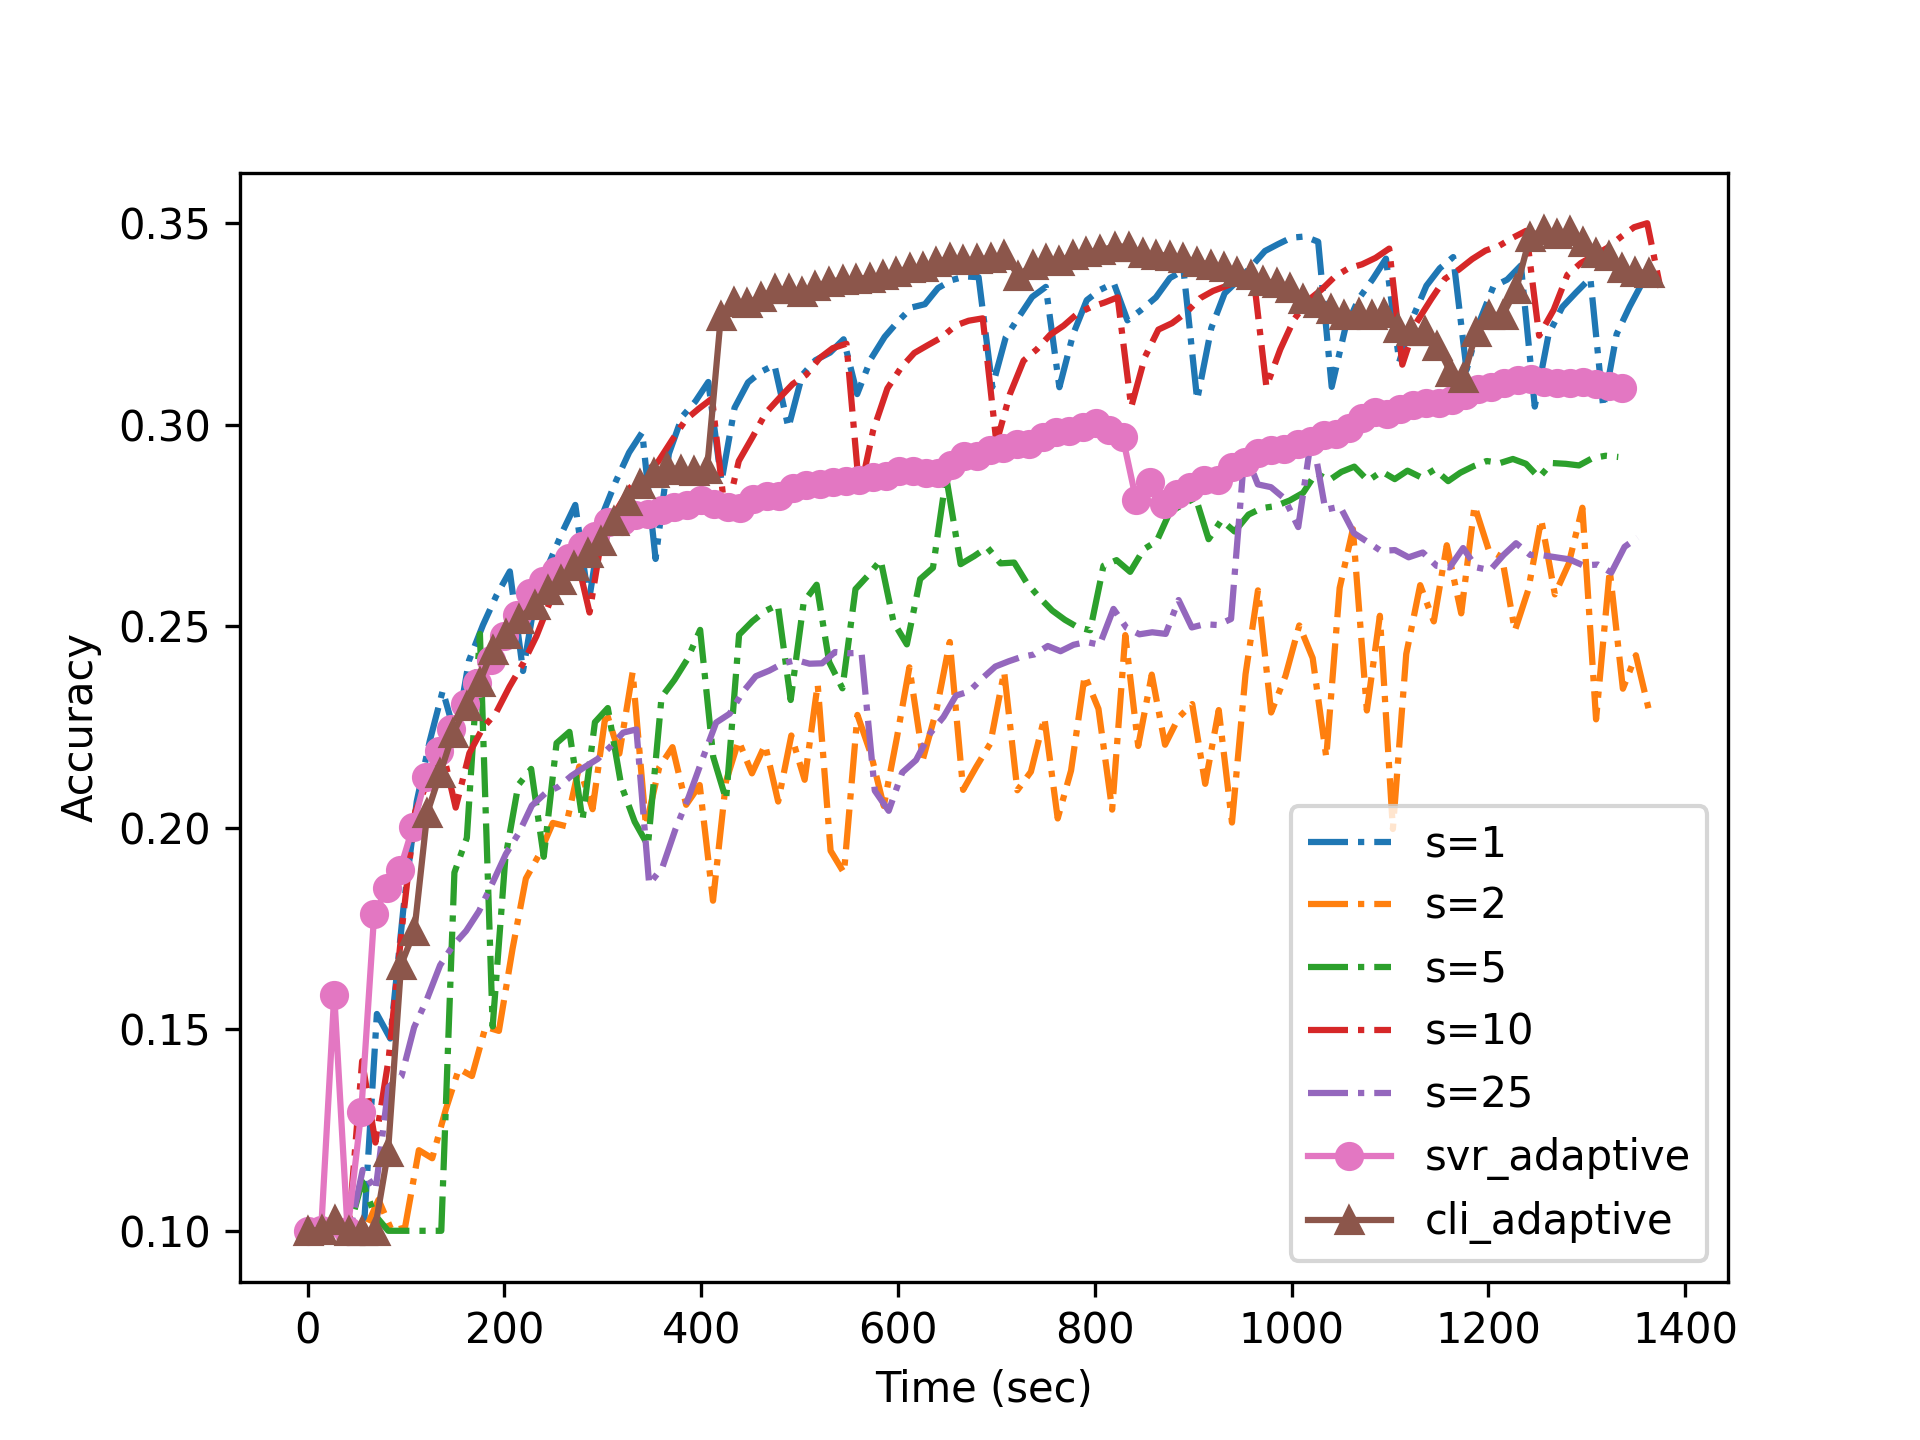 0.35
0.30
0.25
0.20
0.15
0.10
Accuracy
0 200 400 600 800 1000 1200 1400
Time (sec)
s=1
s=2
s=5
s=10
s=25
svr_adaptive
cli_adaptive